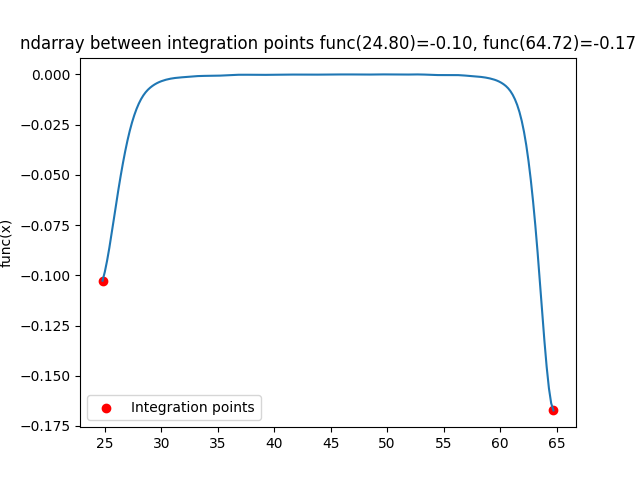 ndarray between integration points func(24.80)=-0.10, func(64.72)=-0.17
0.000
−0.025
−0.050
−0.075
−0.100
−0.125
−0.150
−0.175
func(x)
Integration points
25 30 35 40 45 50 55 60 65